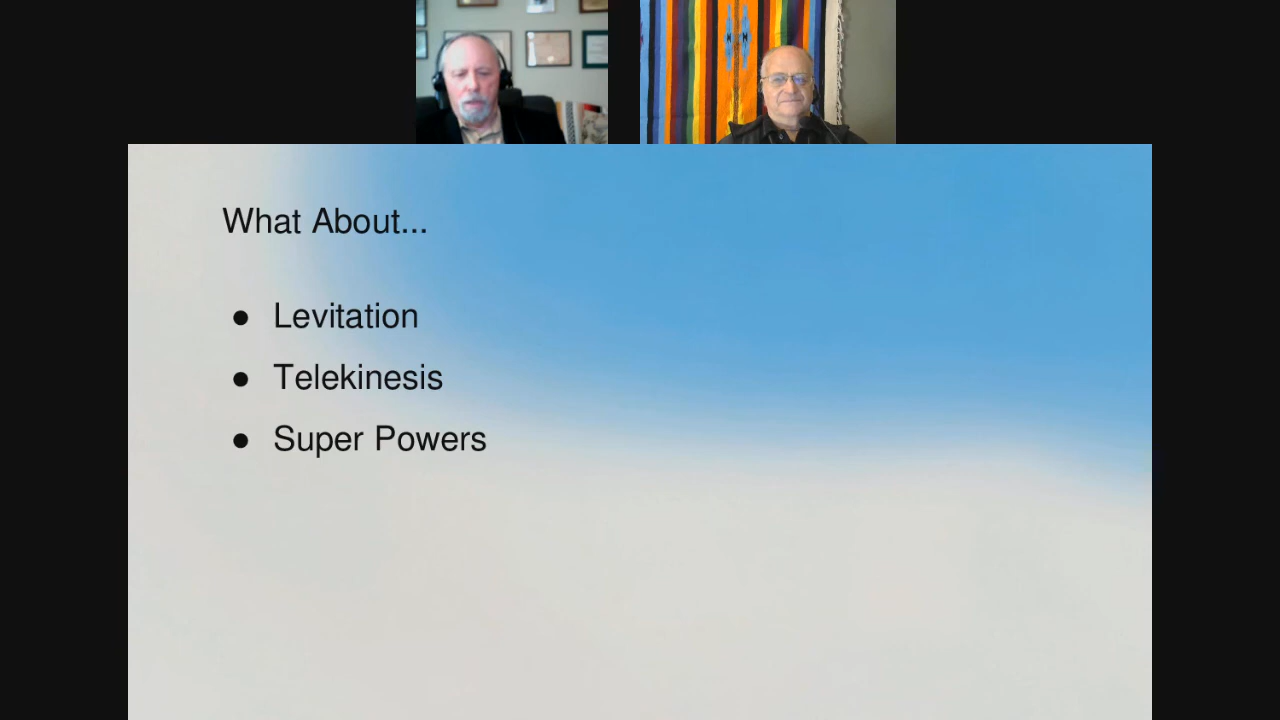 What About...
● Levitation
● Telekinesis
● Super Powers